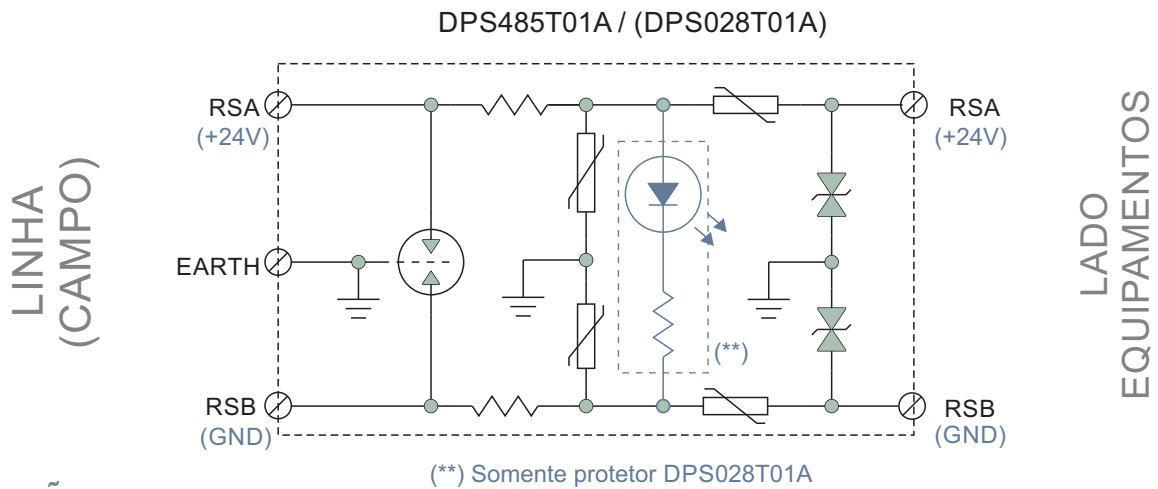 DPS485T01A / (DPS028T01A)
LINHA
(CAMPO)
RSA
(+24V)
EARTH
RSB
(GND)
(**)
RSA
(+24V)
RSB
(GND)
LADO
EQUIPAMENTOS
(**) Somente protetor DPS028T01A